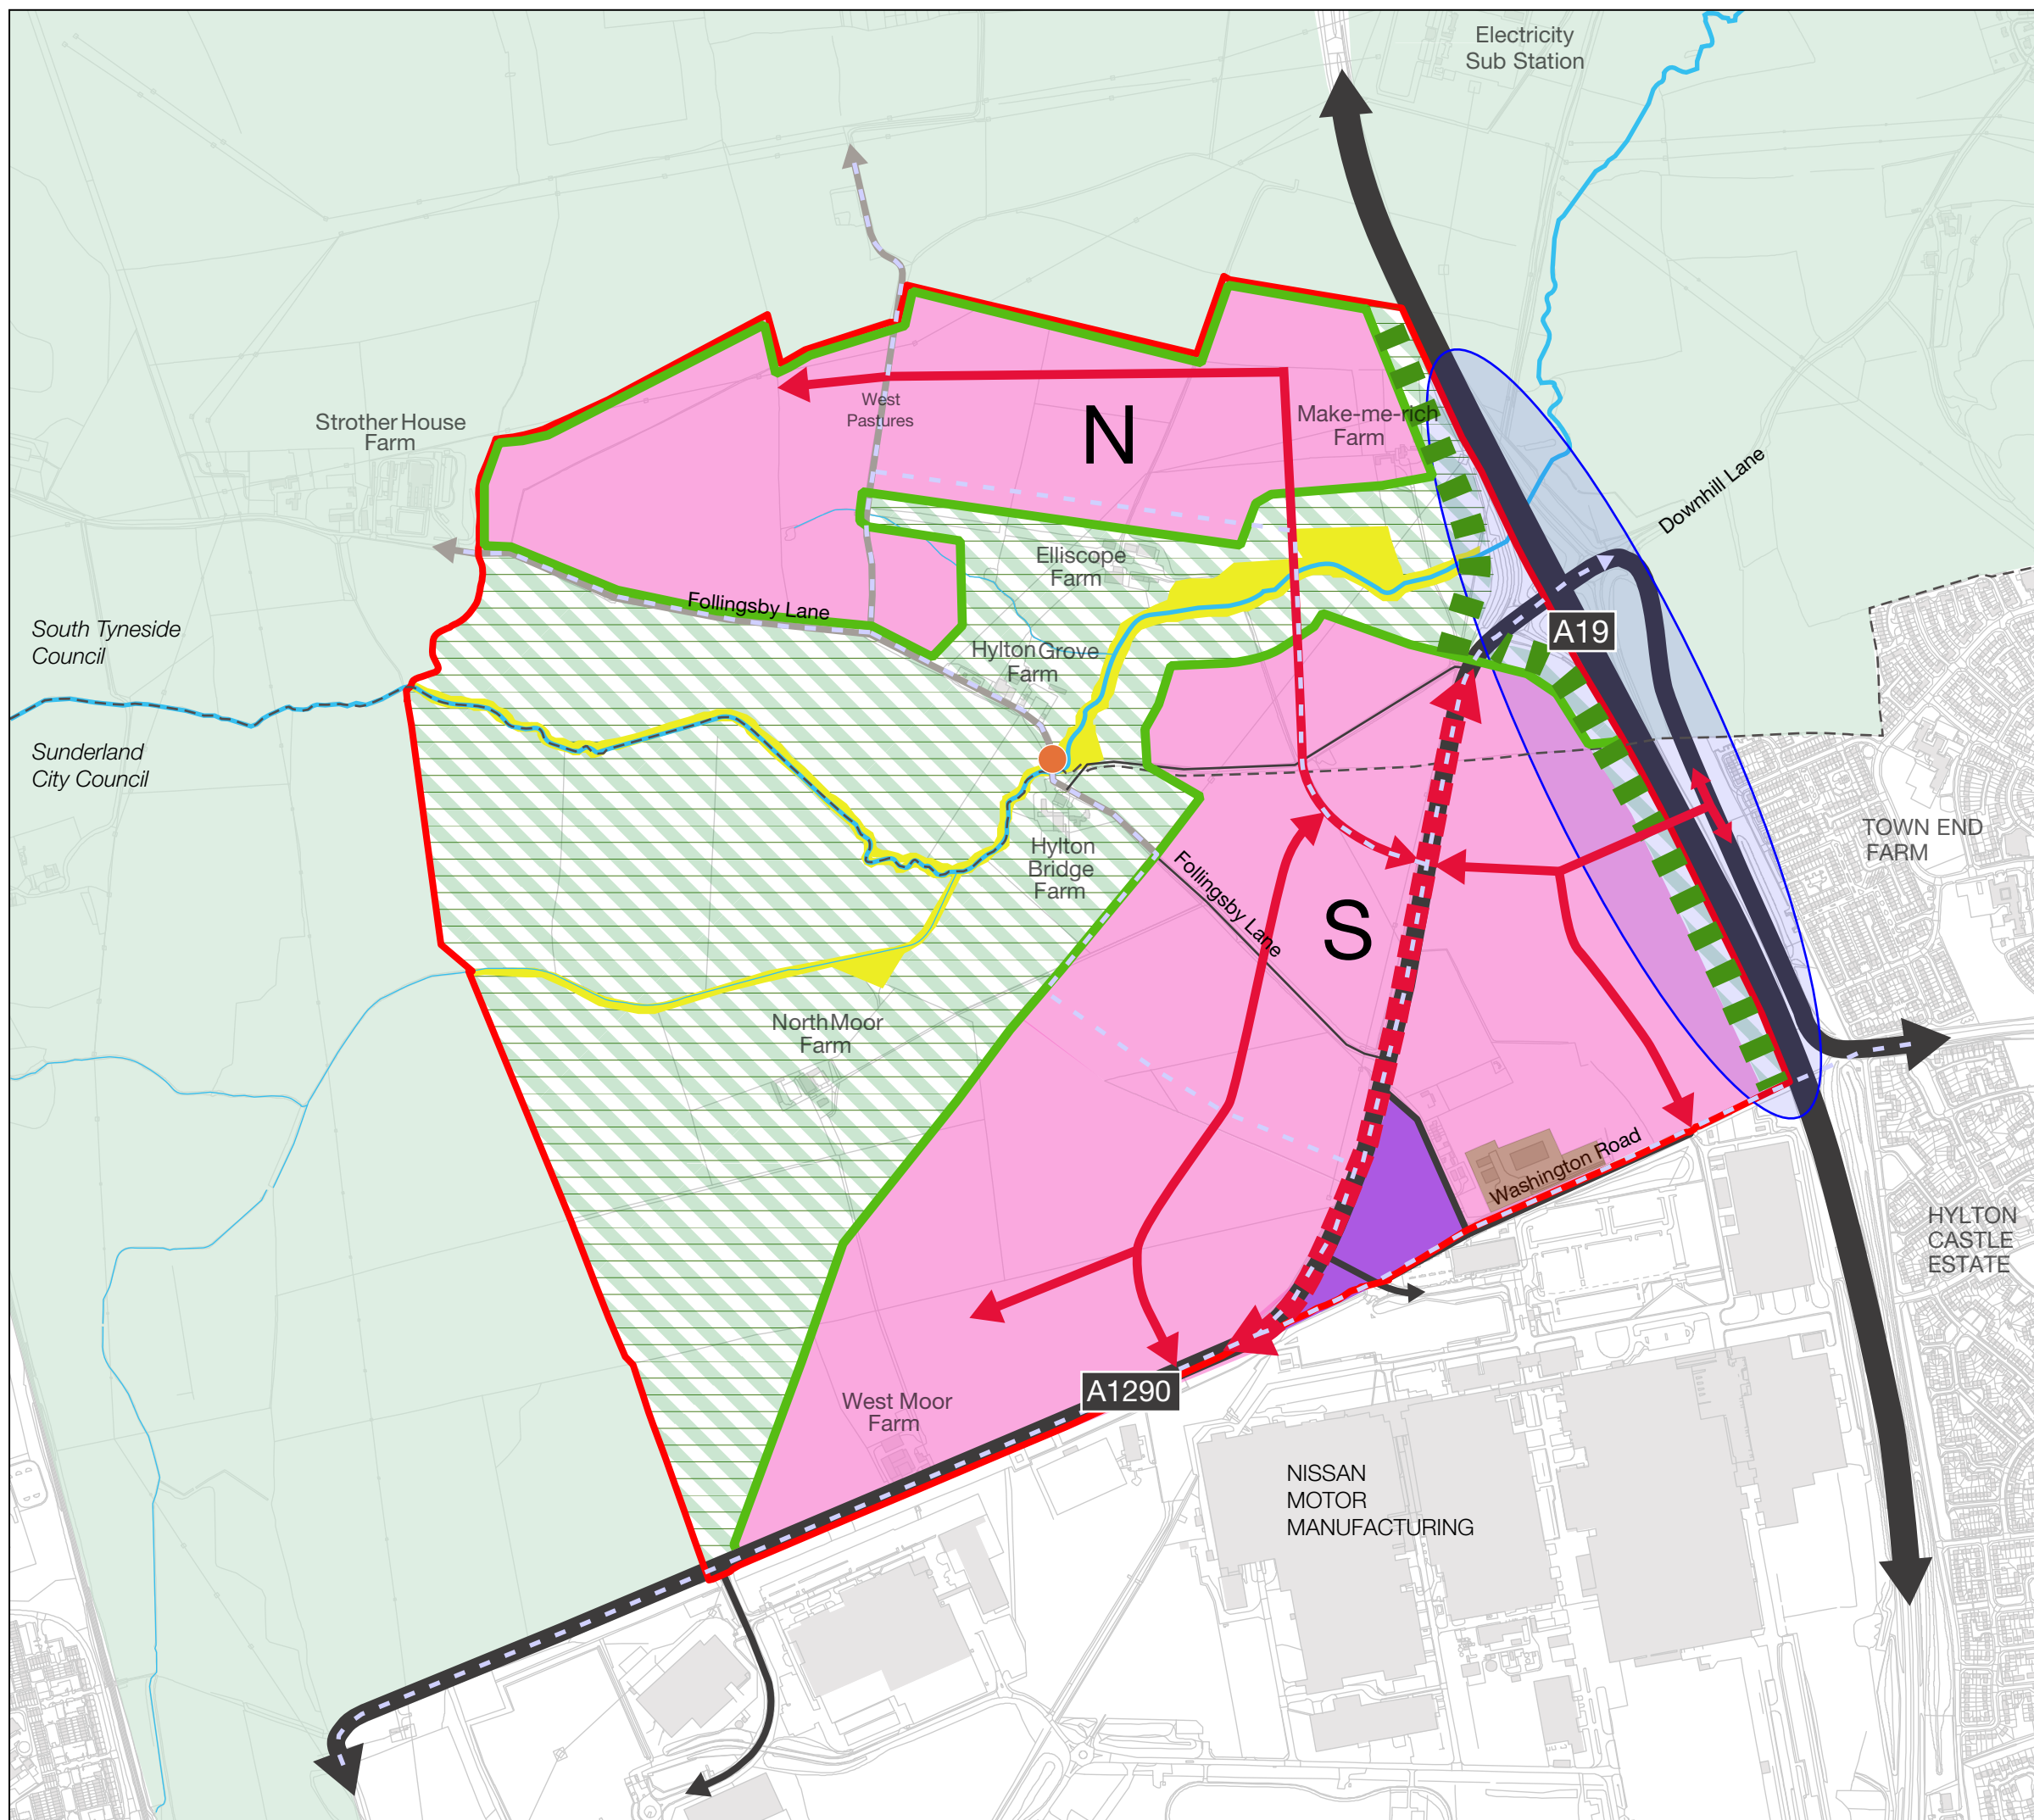 Electricity
Sub Station
Strother House
Farm
West
Pastures
N
Make-me-rich
Farm
Downhill Lane
Elliscope
Farm
Follingsby Lane
South Tyneside
Council
A19
Hylton Grove
Farm
Sunderland
City Council
Hylton
Bridge
Farm
TOWN END
FARM
Follingsby Lane
S
North Moor
Farm
Washington Road
HYLTON
CASTLE
ESTATE
A1290
West Moor
Farm
NISSAN
MOTOR
MANUFACTURING